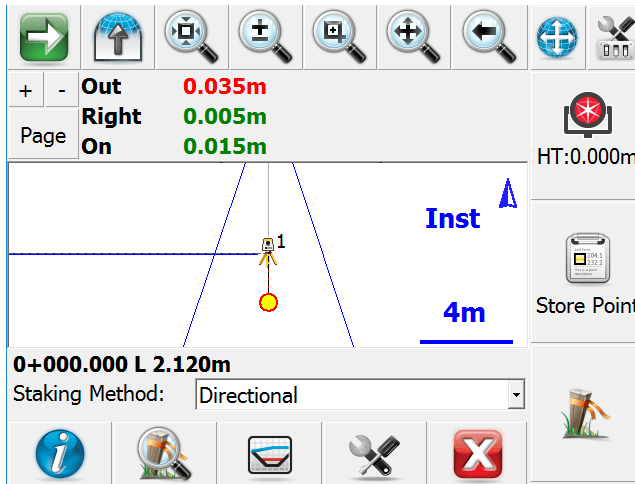 + - Out 0.035m
Right 0.005m
Page
On 0.015m
HT:0.000m
Inst
1
4m
Store Point
0+000.000 L 2.120m
Staking Method: Directional